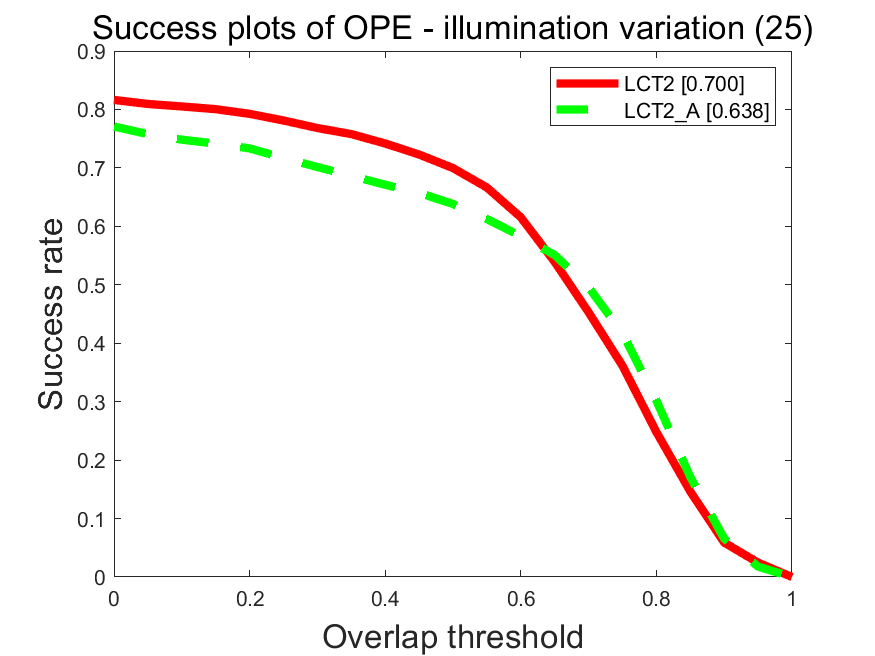 Success plots of OPE - illumination variation (25)
LCT2 [0.700]
LCT2_A [0.638]
Success rate
0.9
0.8
0.7
0.6
0.5
0.4
0.3
0.2
0.1
0
0 0.2 0.4 0.6 0.8 1
Overlap threshold